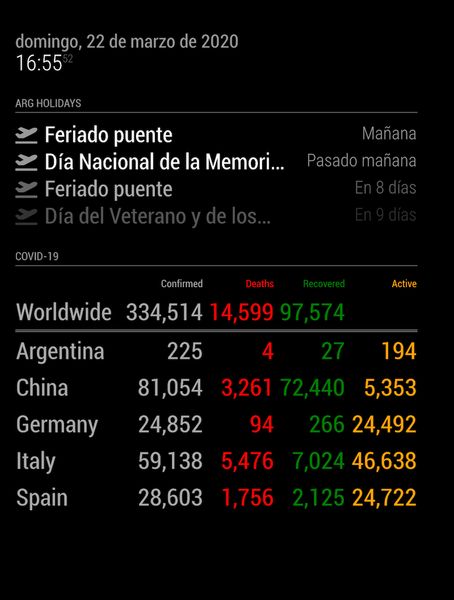 domingo, 22 de marzo de 2020
16:55 52
ARG HOLIDAYS
Feriado puente Mañana
Día Nacional de la Memori... Pasado mañana
Feriado puente En 8 días
Día del Veterano y de los... En 9 días
COVID-19
Confirmed Deaths Recovered Active
Worldwide 334,514 14,599 97,574
Argentina 225 4 27 194
China 81,054 3,261 72,440 5,353
Germany 24,852 94 266 24,492
Italy 59,138 5,476 7,024 46,638
Spain 28,603 1,756 2,125 24,722